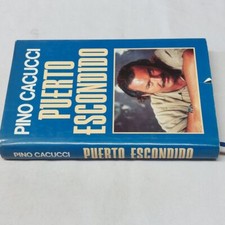 PINO CACUCCI
PUERTO
ESCONDIDO
PINO CACUCCI PUERTO ESCONDIDO